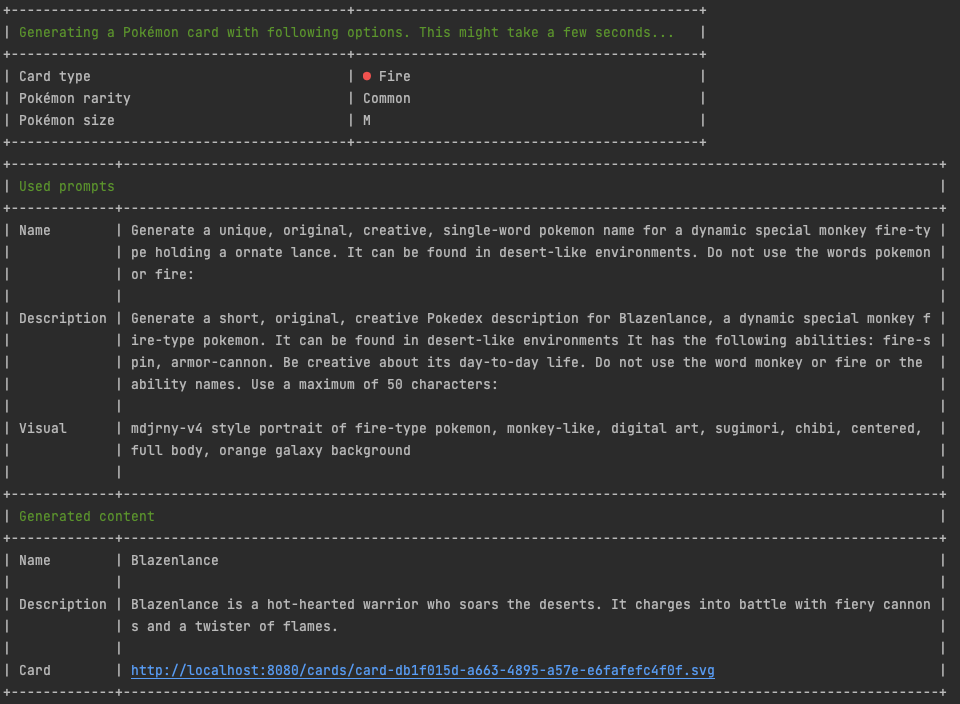 Generating a Pokémon card with following options. This might take a few seconds...
Card type | Fire
Pokémon rarity | Common
Pokémon size | M
Used prompts
Name | Generate a unique, original, creative, single-word pokemon name for a dynamic special monkey fire-ty
pe holding a ornate lance. It can be found in desert-like environments. Do not use the words pokemon
or fire:
Description | Generate a short, original, creative Pokedex description for Blazenlance, a dynamic special monkey f
ire-type pokemon. It can be found in desert-like environments It has the following abilities: fire-s
pin, armor-cannon. Be creative about its day-to-day life. Do not use the word monkey or fire or the
ability names. Use a maximum of 50 characters:
Visual | mdjrny-v4 style portrait of fire-type pokemon, monkey-like, digital art, sugimori, chibi, centered,
full body, orange galaxy background
Generated content
Name | Blazenlance
Description | Blazenlance is a hot-hearted warrior who soars the deserts. It charges into battle with fiery cannon
s and a twister of flames.
Card | http://localhost:8080/cards/card-db1f015d-a663-4895-a57e-e6fafefc4f0f.svg